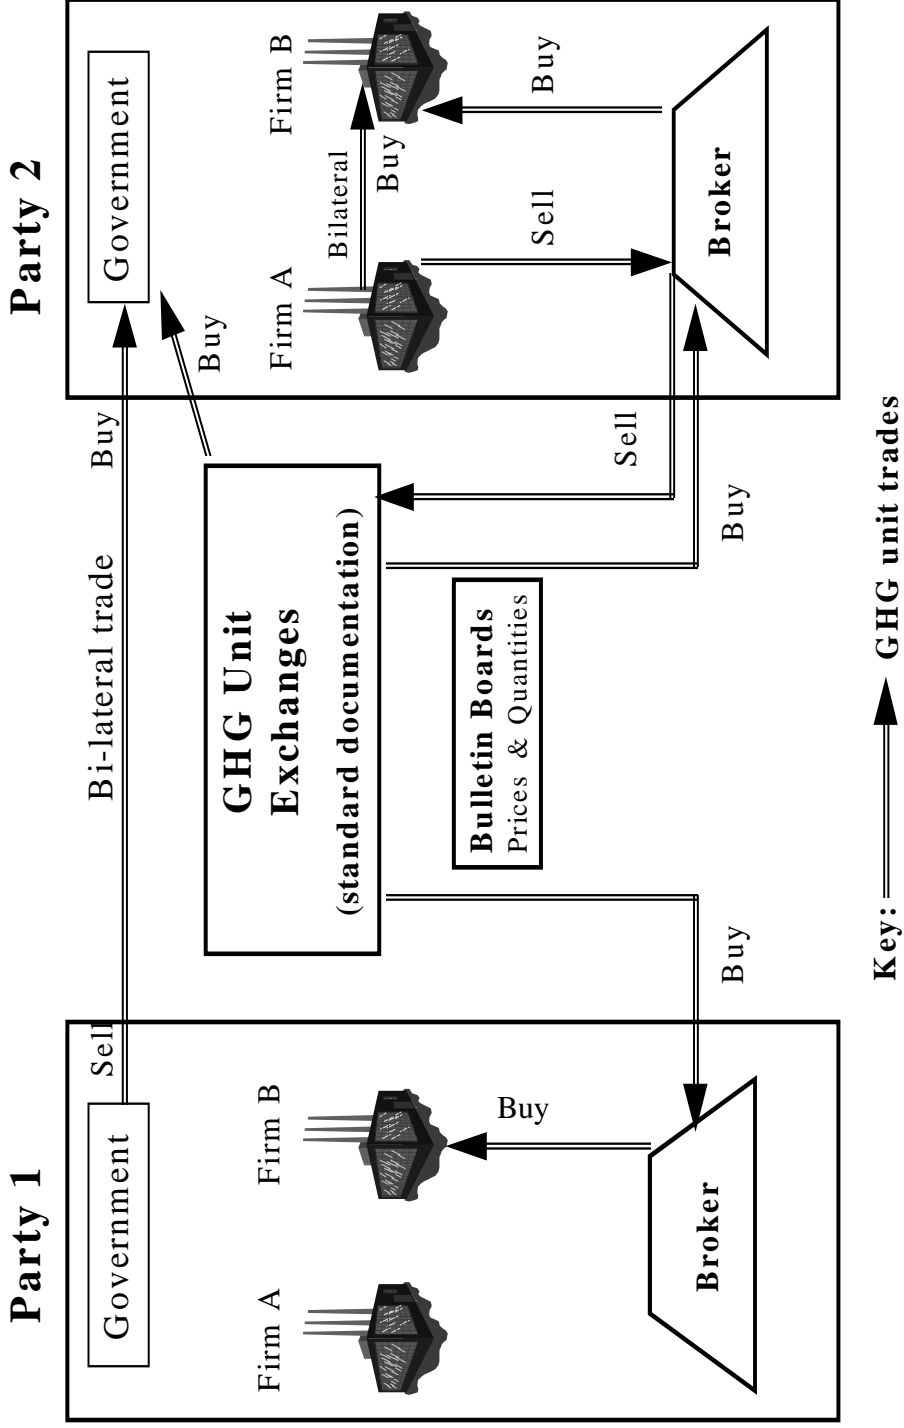 Party 1
Party 2
Government
Sell
Bi-lateral trade
Buy
Government
Buy
GHG Unit
Exchanges
(standard documentation)
Firm A
Firm B
Firm A
Firm B
Bilateral
Buy
Bulletin Boards
Prices & Quantities
Buy
Sell
Sell
Buy
Broker
Buy
Buy
Broker
Key:
GHG unit trades